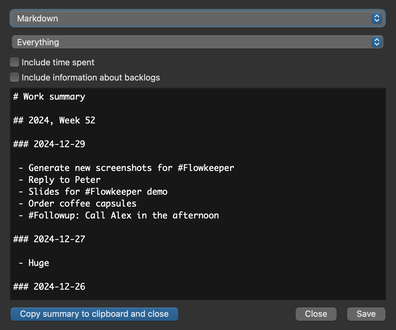 Markdown
Everything
Include time spent
Include information about backlogs
# Work summary
## 2024, Week 52
### 2024-12-29
- Generate new screenshots for #Flowkeeper
- Reply to Peter
- Slides for #Flowkeeper demo
- Order coffee capsules
- #Followup: Call Alex in the afternoon
### 2024-12-27
- Huge
### 2024-12-26
Copy summary to clipboard and close
Close
Save